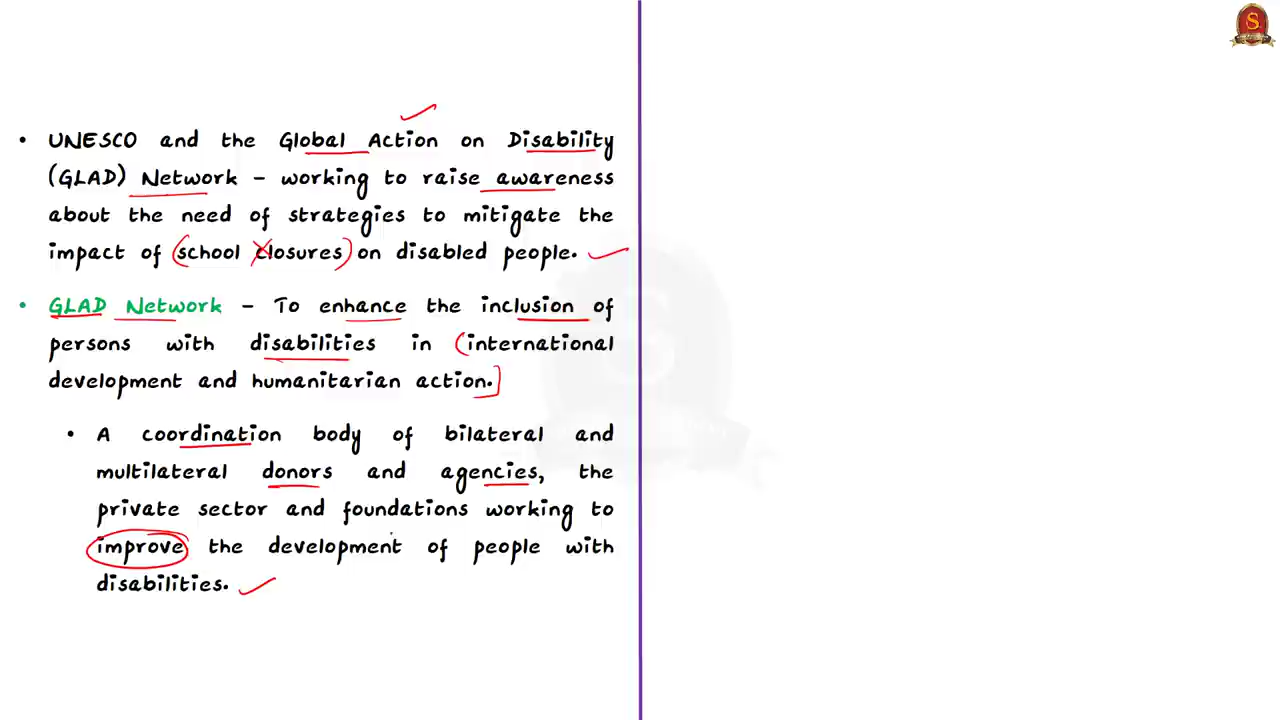 • UNESCO and the Global Action on Disability
(GLAD) Network – working to raise awareness
about the need of strategies to mitigate the
impact of (school closures) on disabled people.
• GLAD Network – To enhance the inclusion of
persons with disabilities in (international
development and humanitarian action.]
• A coordination body of bilateral and
multilateral donors and agencies, the
private sector and foundations working to
improve the development of people with
disabilities.